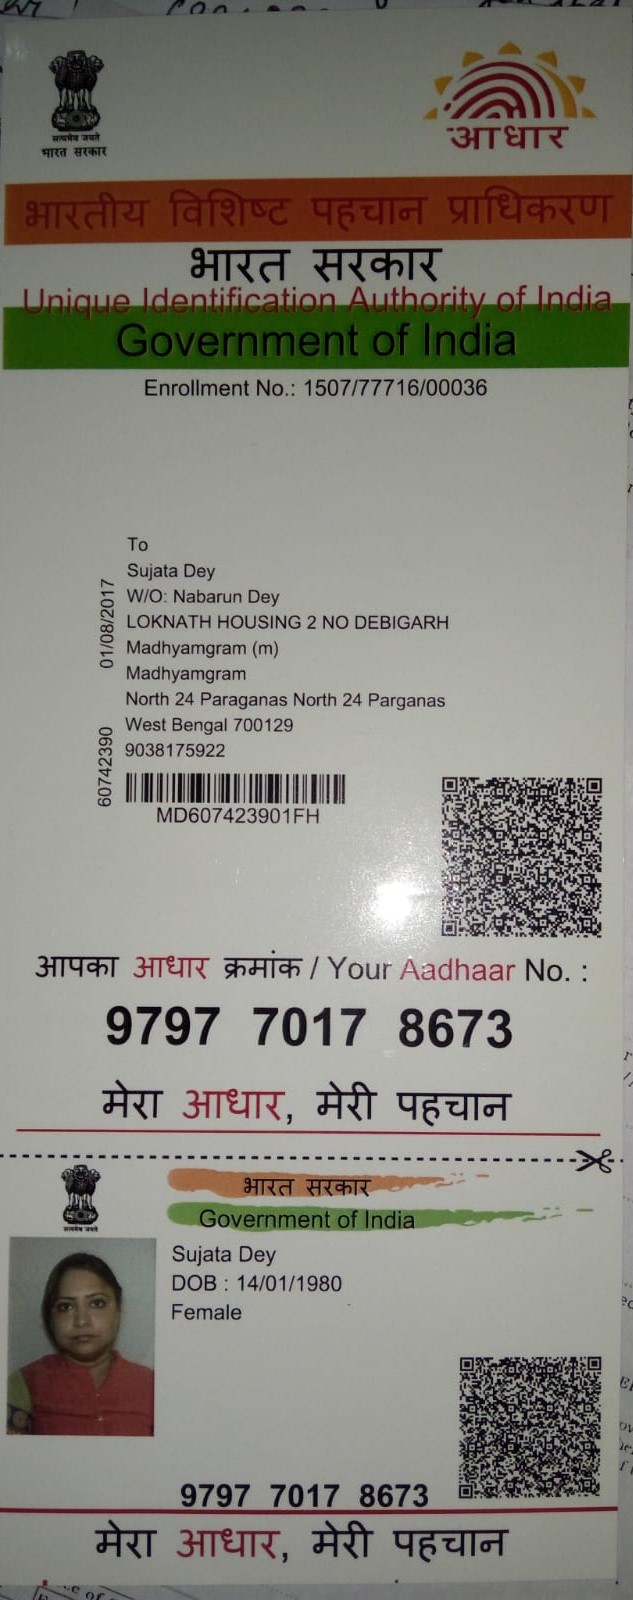 सत्यमेव जयते
भारत सरकार
आधार
भारतीय विशिष्ट पहचान प्राधिकरण
भारत सरकार
Unique Identification Authority of India
Government of India
Enrollment No.: 1507/77716/00036
To
Sujata Dey
W/O: Nabarun Dey
LOKNATH HOUSING 2 NO DEBIGARH
Madhyamgram (m)
Madhyamgram
North 24 Paraganas North 24 Parganas
West Bengal 700129
9038175922
60742390 01/08/2017
MD607423901FH
आपका आधार क्रमांक / Your Aadhaar No. :
9797 7017 8673
मेरा आधार, मेरी पहचान
सत्यमेव जयते
भारत सरकार
Government of India
Sujata Dey
DOB : 14/01/1980
Female
9797 7017 8673
मेरा आधार, मेरी पहचान